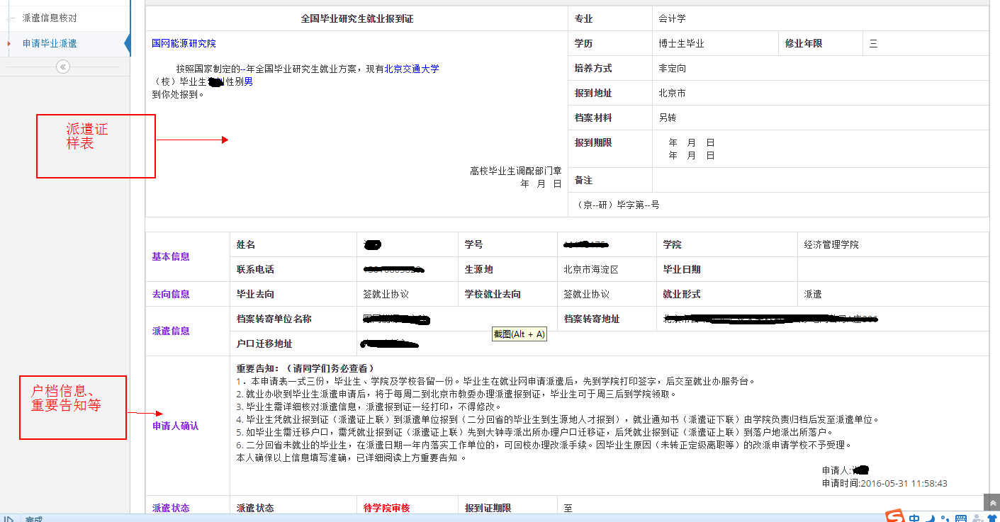 派遣信息核对
申请毕业派遣
派遣证
样表
户档信息、
重要告知等
全国毕业研究生就业报到证
国网能源研究院
按照国家制定的--年全国毕业研究生就业方案，现有北京交通大学
（校）毕业生 性别男
到你处报到。
高校毕业生调配部门章
年 月 日
专业 会计学
学历 博士生毕业 修业年限 三
培养方式 非定向
报到地址 北京市
档案材料 另转
报到期限 年 月 日
年 月 日
备注
（京--研）毕字第--号
基本信息
姓名 学号 学院 经济管理学院
联系电话 生源地 北京市海淀区 毕业日期
去向信息 毕业去向 签就业协议 学校就业去向 签就业协议 就业形式 派遣
派遣信息
档案转寄单位名称 档案转寄地址
户口迁移地址
截图(Alt + A)
申请人确认
重要告知：（请同学们务必查看）
1．本申请表一式三份，毕业生、学院及学校各留一份。毕业生在就业网申请派遣后，先到学院打印签字，后交至就业办服务台。
2. 就业办收到毕业生派遣申请后，将于每周二到北京市教委办理派遣报到证，毕业生可于周三后到学院领取。
3. 毕业生需详细核对派遣信息，派遣报到证一经打印，不得修改。
4. 毕业生凭就业报到证（派遣证上联）到派遣单位报到（二分回省的毕业生到生源地人才报到），就业通知书（派遣证下联）由学院负责归档后发至派遣单位。
5. 如毕业生需迁移户口，需凭就业报到证（派遣证上联）先到大钟寺派出所办理户口迁移证，后凭就业报到证（派遣证上联）到落户地派出所落户。
6. 二分回省未就业的毕业生，在派遣日期一年内落实工作单位的，可回校办理改派手续。因毕业生原因（未转正定级离职等）的改派申请学校不予受理。
本人确保以上信息填写准确，已详细阅读上方重要告知 。
申请人:
申请时间:2016-05-31 11:58:43
派遣状态 派遣状态 待学院审核 报到证期限 至
完成
中